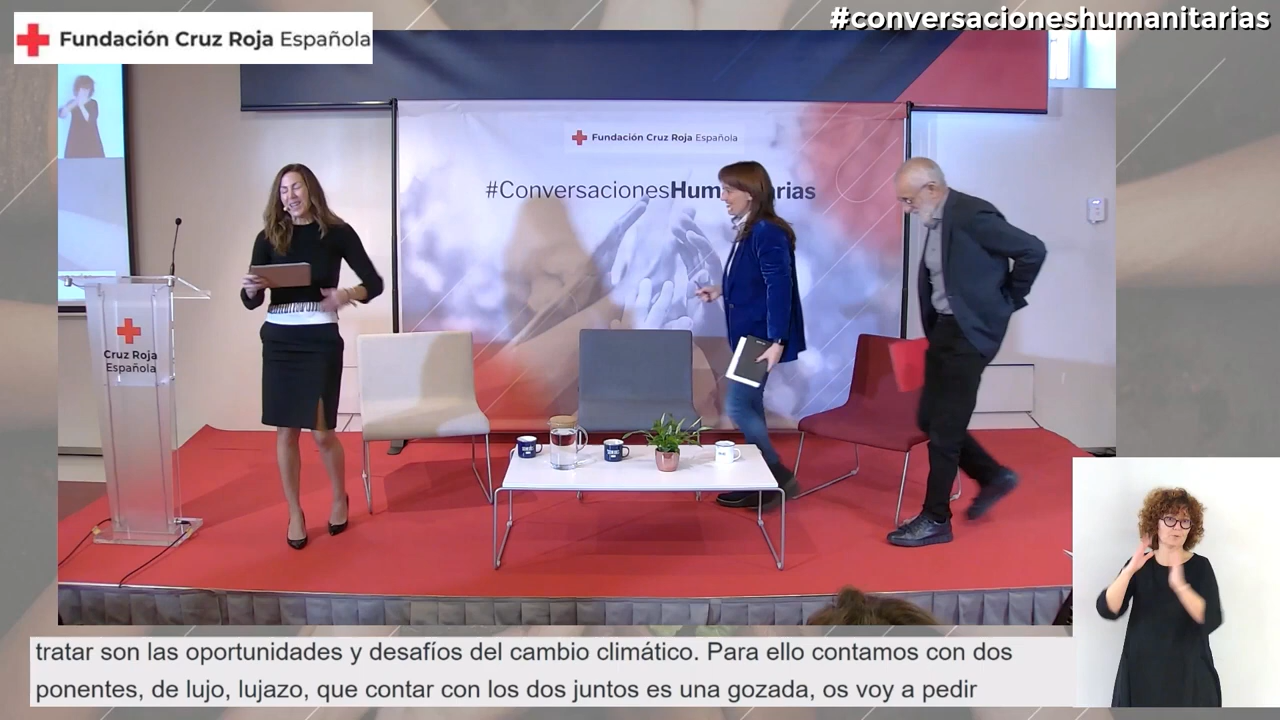 Fundación Cruz Roja Española
#conversacioneshumanitarias
Fundación Cruz Roja Española
#ConversacionesHum arias
Cruz Roja
Española
tratar son las oportunidades y desafíos del cambio climático. Para ello contamos con dos
ponentes, de lujo, lujazo, que contar con los dos juntos es una gozada, os voy a pedir